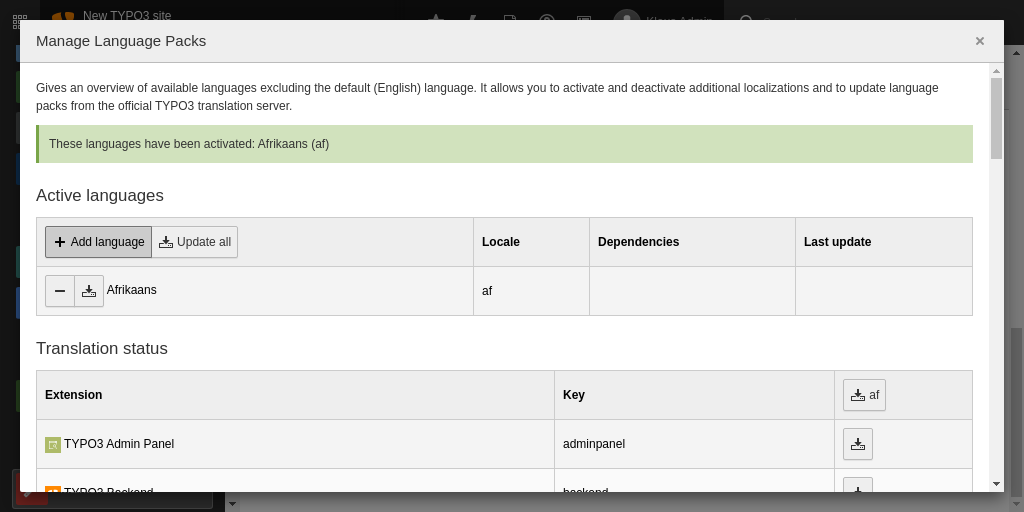 New TYPO3 site
Manage Language Packs ×
Gives an overview of available languages excluding the default (English) language. It allows you to activate and deactivate additional localizations and to update language
packs from the official TYPO3 translation server.
These languages have been activated: Afrikaans (af)
Active languages
Add language Update all Locale Dependencies Last update
Afrikaans af
Translation status
Extension Key af
TYPO3 Admin Panel adminpanel
TYPO3 Backend backend